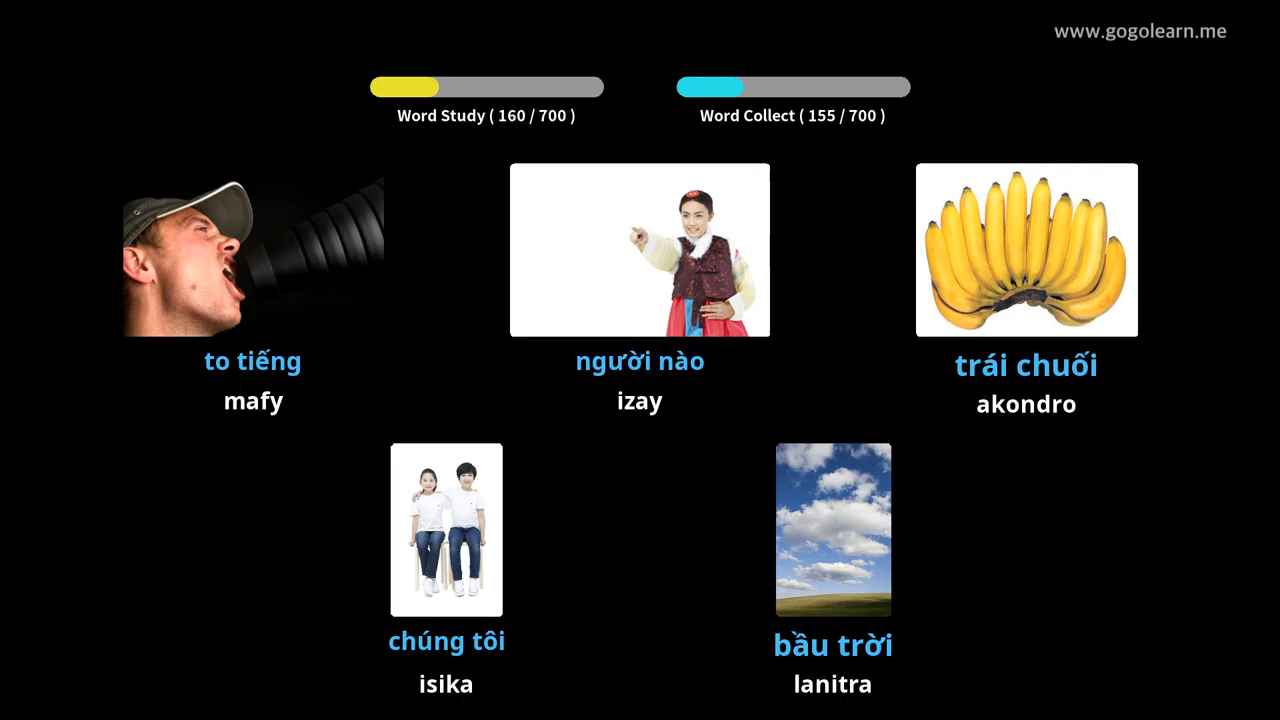 www.gogolearn.me
Word Study ( 160 / 700 )
Word Collect ( 155 / 700 )
to tiếng
mafy
người nào
izay
trái chuối
akondro
chúng tôi
isika
bầu trời
lanitra